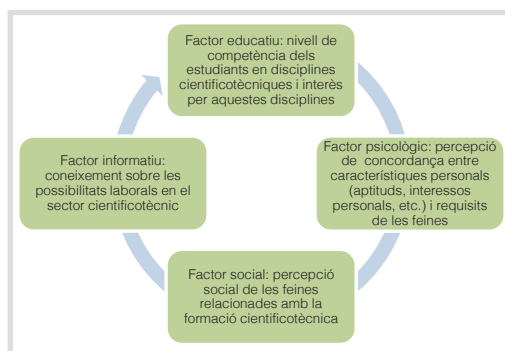 Factor educatiu: nivell de
competència dels
estudiants en disciplines
cientificotècniques i interès
per aquestes disciplines
Factor informatiu:
coneixement sobre les
possibilitats laborals en el
sector cientificotècnic
Factor psicològic: percepció
de concordança entre
característiques personals
(aptituds, interessos
personals, etc.) i requisits
de les feines
Factor social: percepció
social de les feines
relacionades amb la
formació cientificotècnica